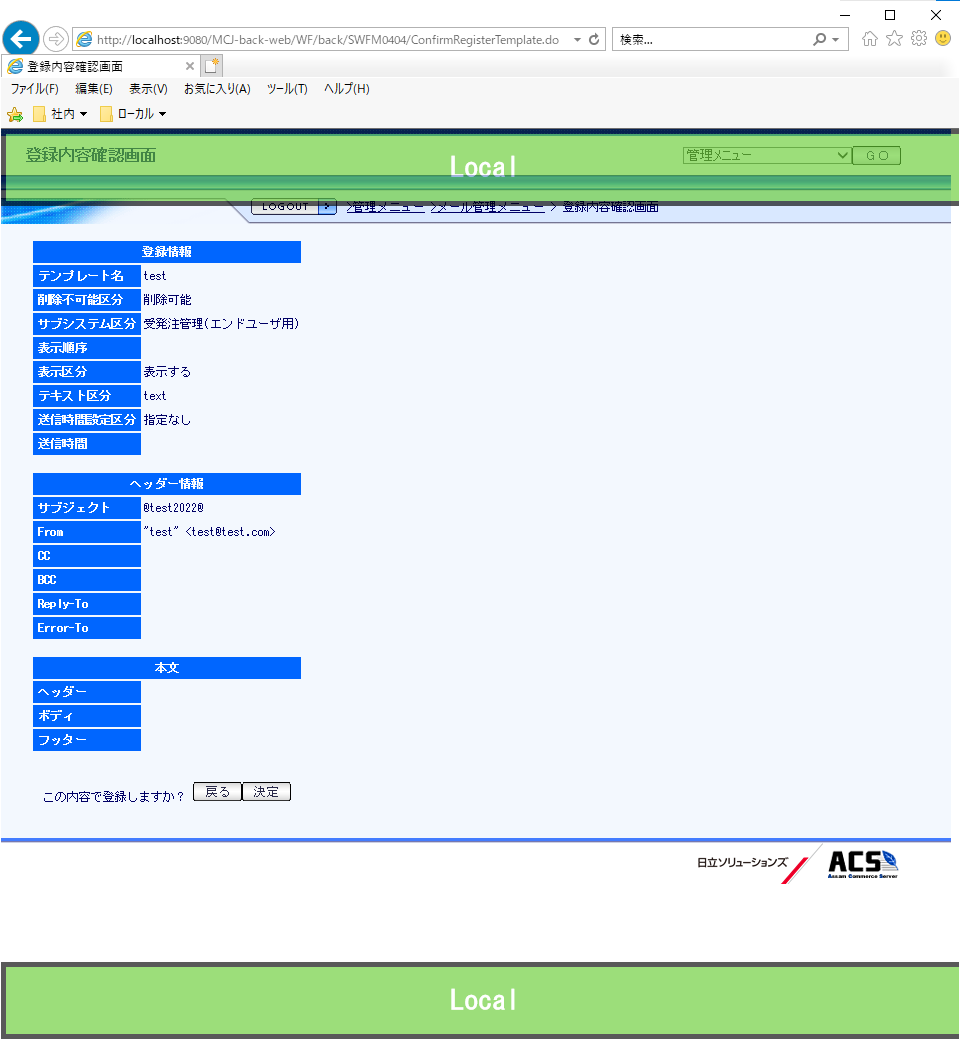 http://localhost:9080/MCJ-back-web/WF/back/SWFM0404/ConfirmRegisterTemplate.do
検索...
登録内容確認画面
ファイル(F) 編集(E) 表示(V) お気に入り(A) ツール(T) ヘルプ(H)
社内 ローカル
登録内容確認画面
Local
管理メニュー
GO
LOGOUT >管理メニュー >メール管理メニュー > 登録内容確認画面
登録情報
テンプレート名 test
削除不可能区分 削除可能
サブシステム区分 受発注管理(エンドユーザ用)
表示順序
表示区分 表示する
テキスト区分 text
送信時間設定区分 指定なし
送信時間
ヘッダー情報
サブジェクト @test2022@
From "test" <test@test.com>
CC
BCC
Reply-To
Error-To
本文
ヘッダー
ボディ
フッター
この内容で登録しますか？ 戻る 決定
日立ソリューションズ
ACS
Assam Commerce Server
Local